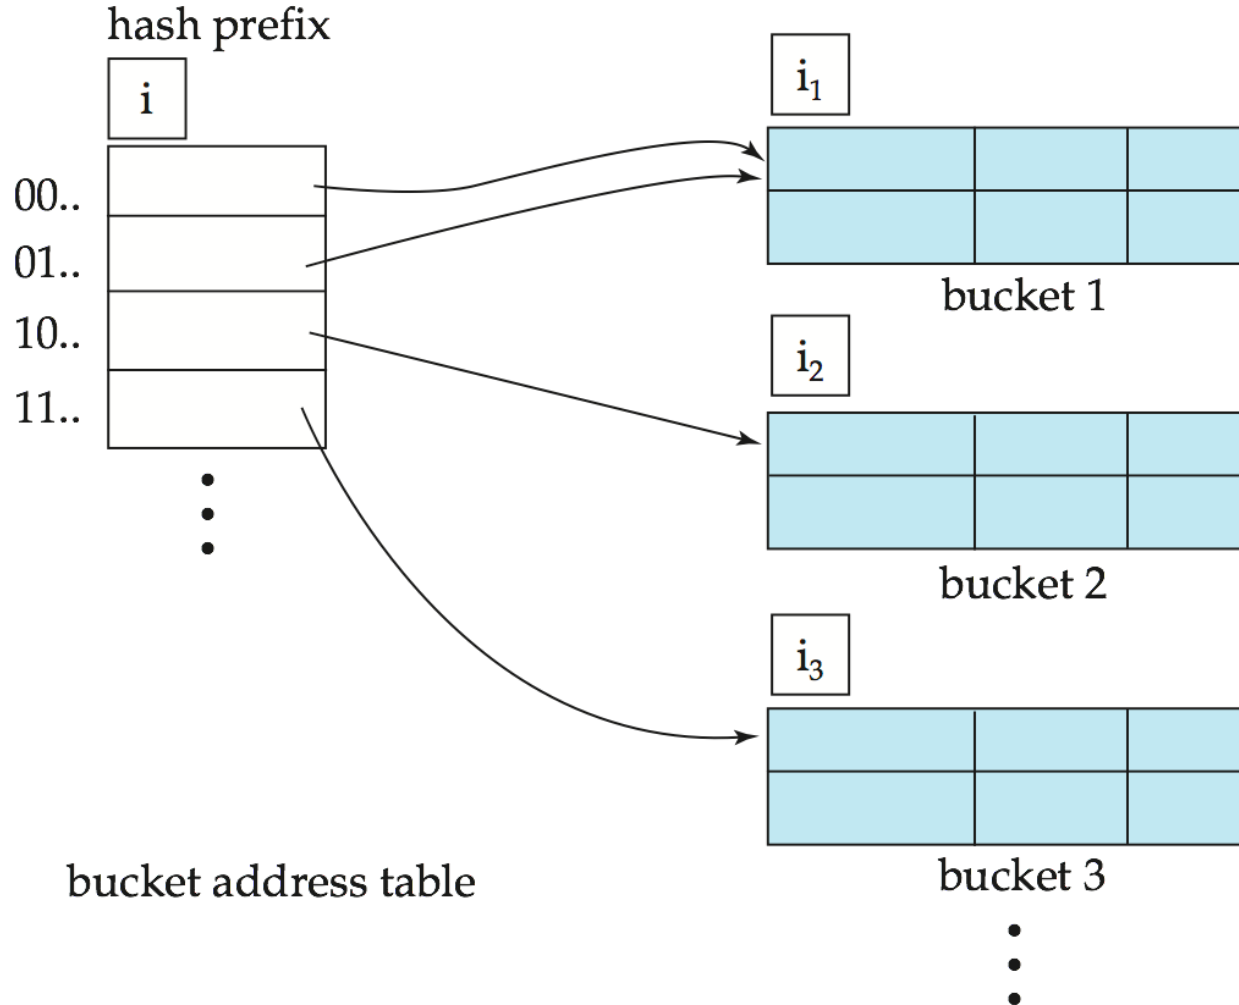 hash prefix
i
00..
01..
10..
11..
bucket address table
i₁
bucket 1
i₂
bucket 2
i₃
bucket 3